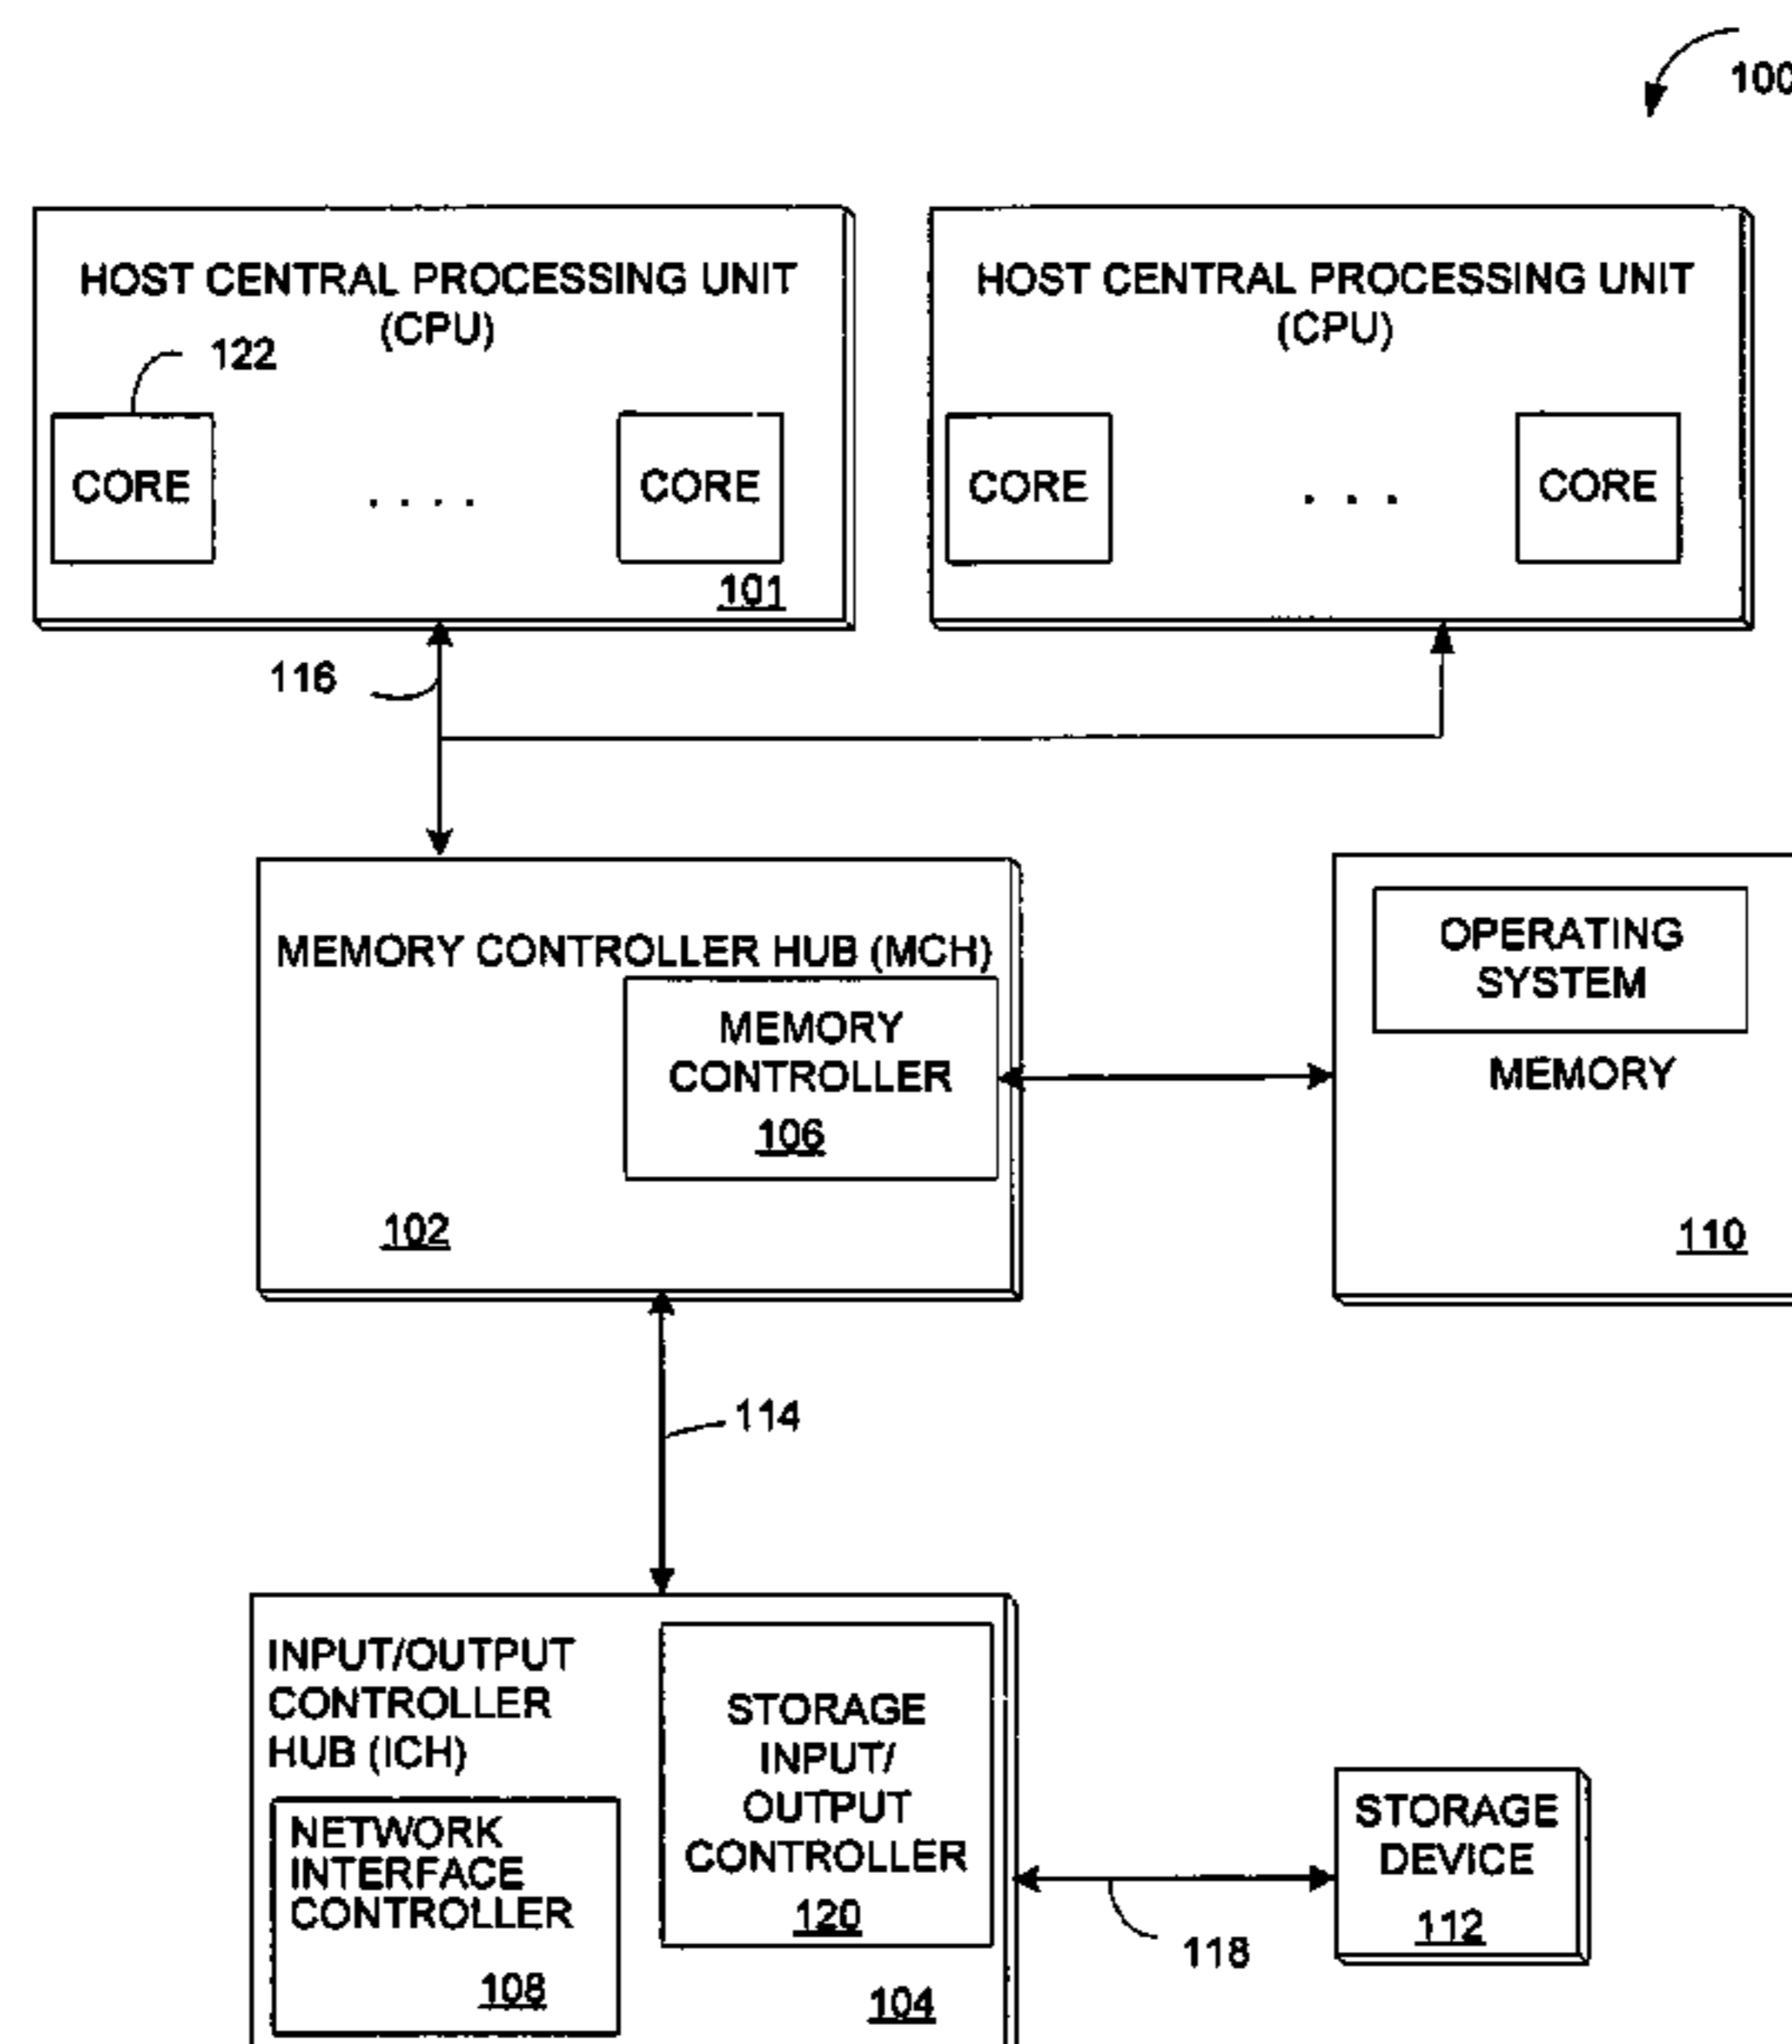 100
HOST CENTRAL PROCESSING UNIT
(CPU)
122
CORE
. . . .
CORE
101
HOST CENTRAL PROCESSING UNIT
(CPU)
CORE
. . .
CORE
116
MEMORY CONTROLLER HUB (MCH)
MEMORY
CONTROLLER
106
102
OPERATING
SYSTEM
MEMORY
110
114
INPUT/OUTPUT
CONTROLLER
HUB (ICH)
NETWORK
INTERFACE
CONTROLLER
108
STORAGE
INPUT/
OUTPUT
CONTROLLER
120
104
118
STORAGE
DEVICE
112